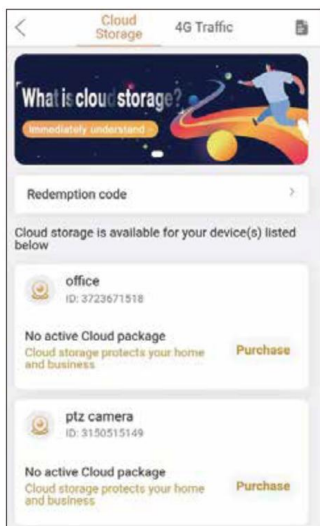 Cloud
Storage
4G Traffic
What is cloud storage?
Immediately understand
Redemption code
Cloud storage is available for your device(s) listed
below
office
ID: 3723671518
No active Cloud package
Cloud storage protects your home
and business
Purchase
ptz camera
ID: 3150515149
No active Cloud package
Cloud storage protects your home
and business
Purchase